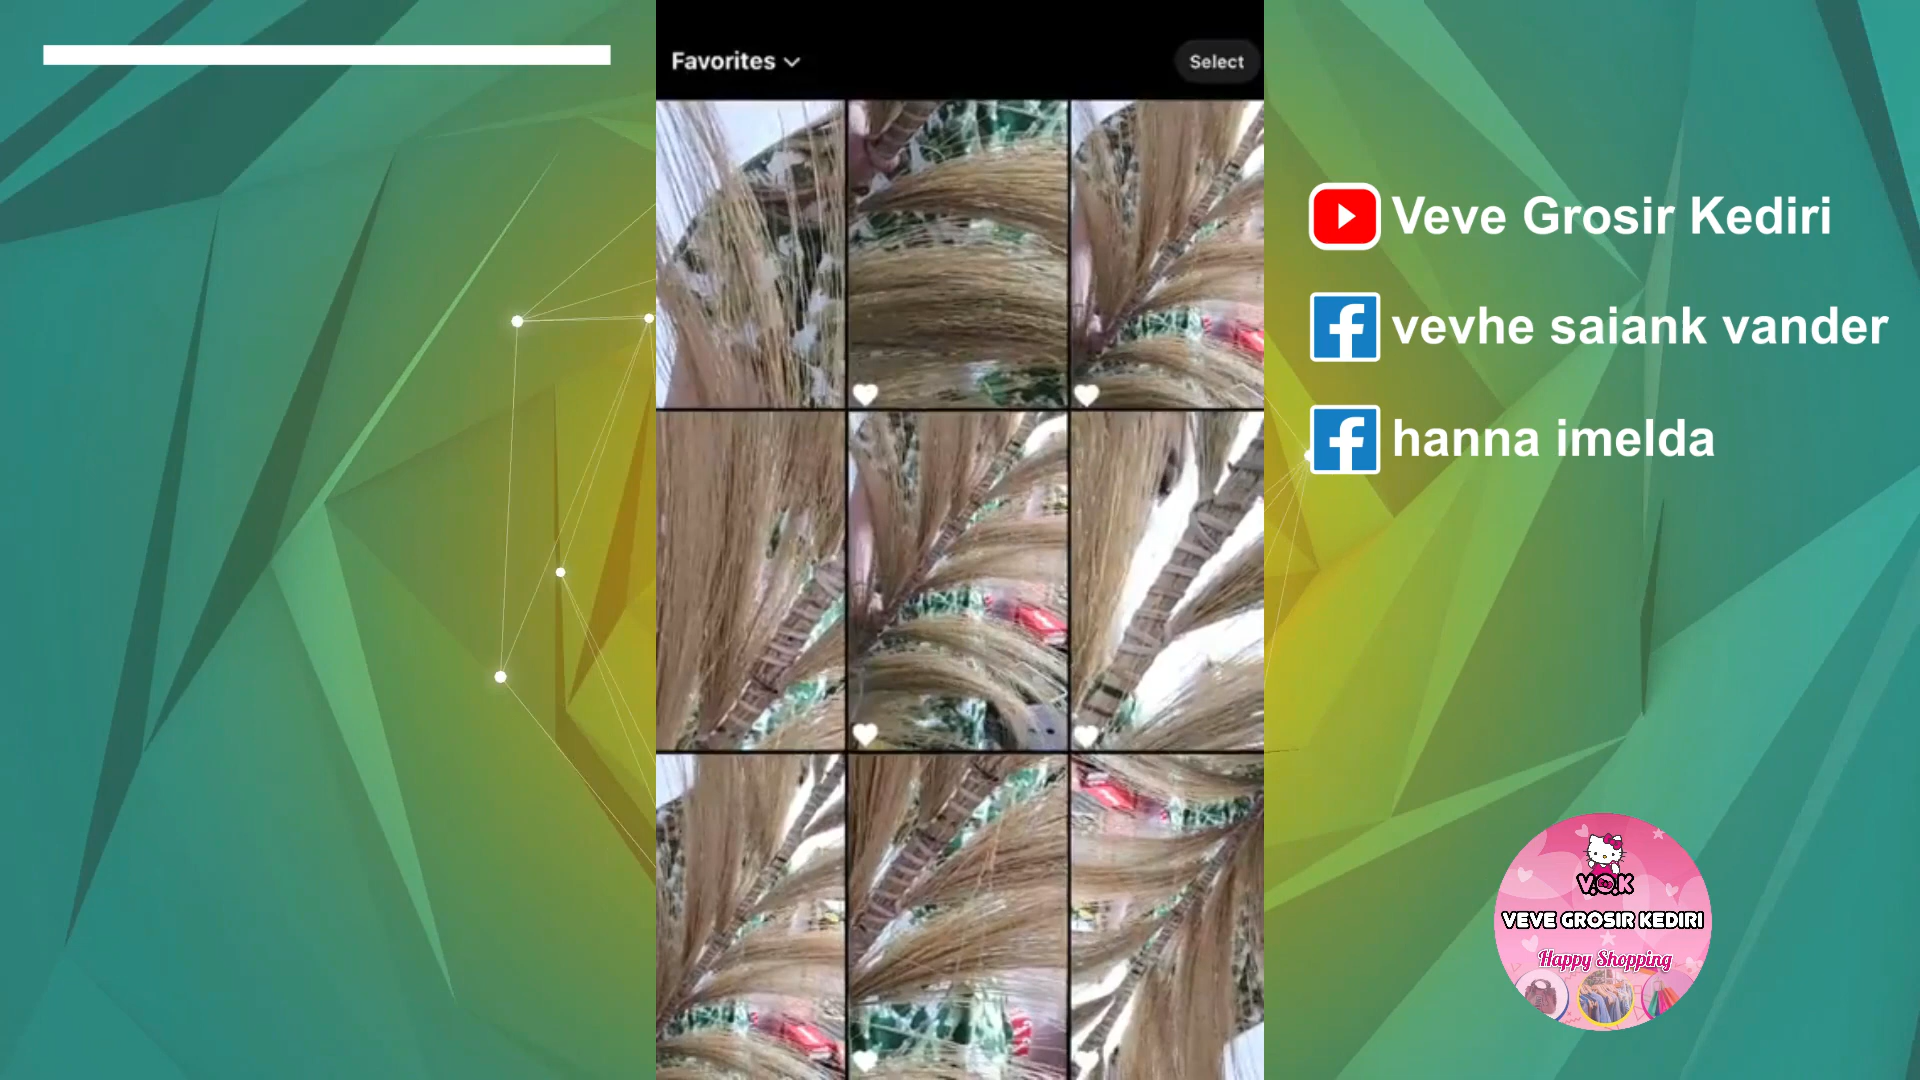 Favorites
Select
Veve Grosir Kediri
vevhe saiank vander
hanna imelda
V.O.K
VEVE GROSIR KEDIRI
Happy Shopping